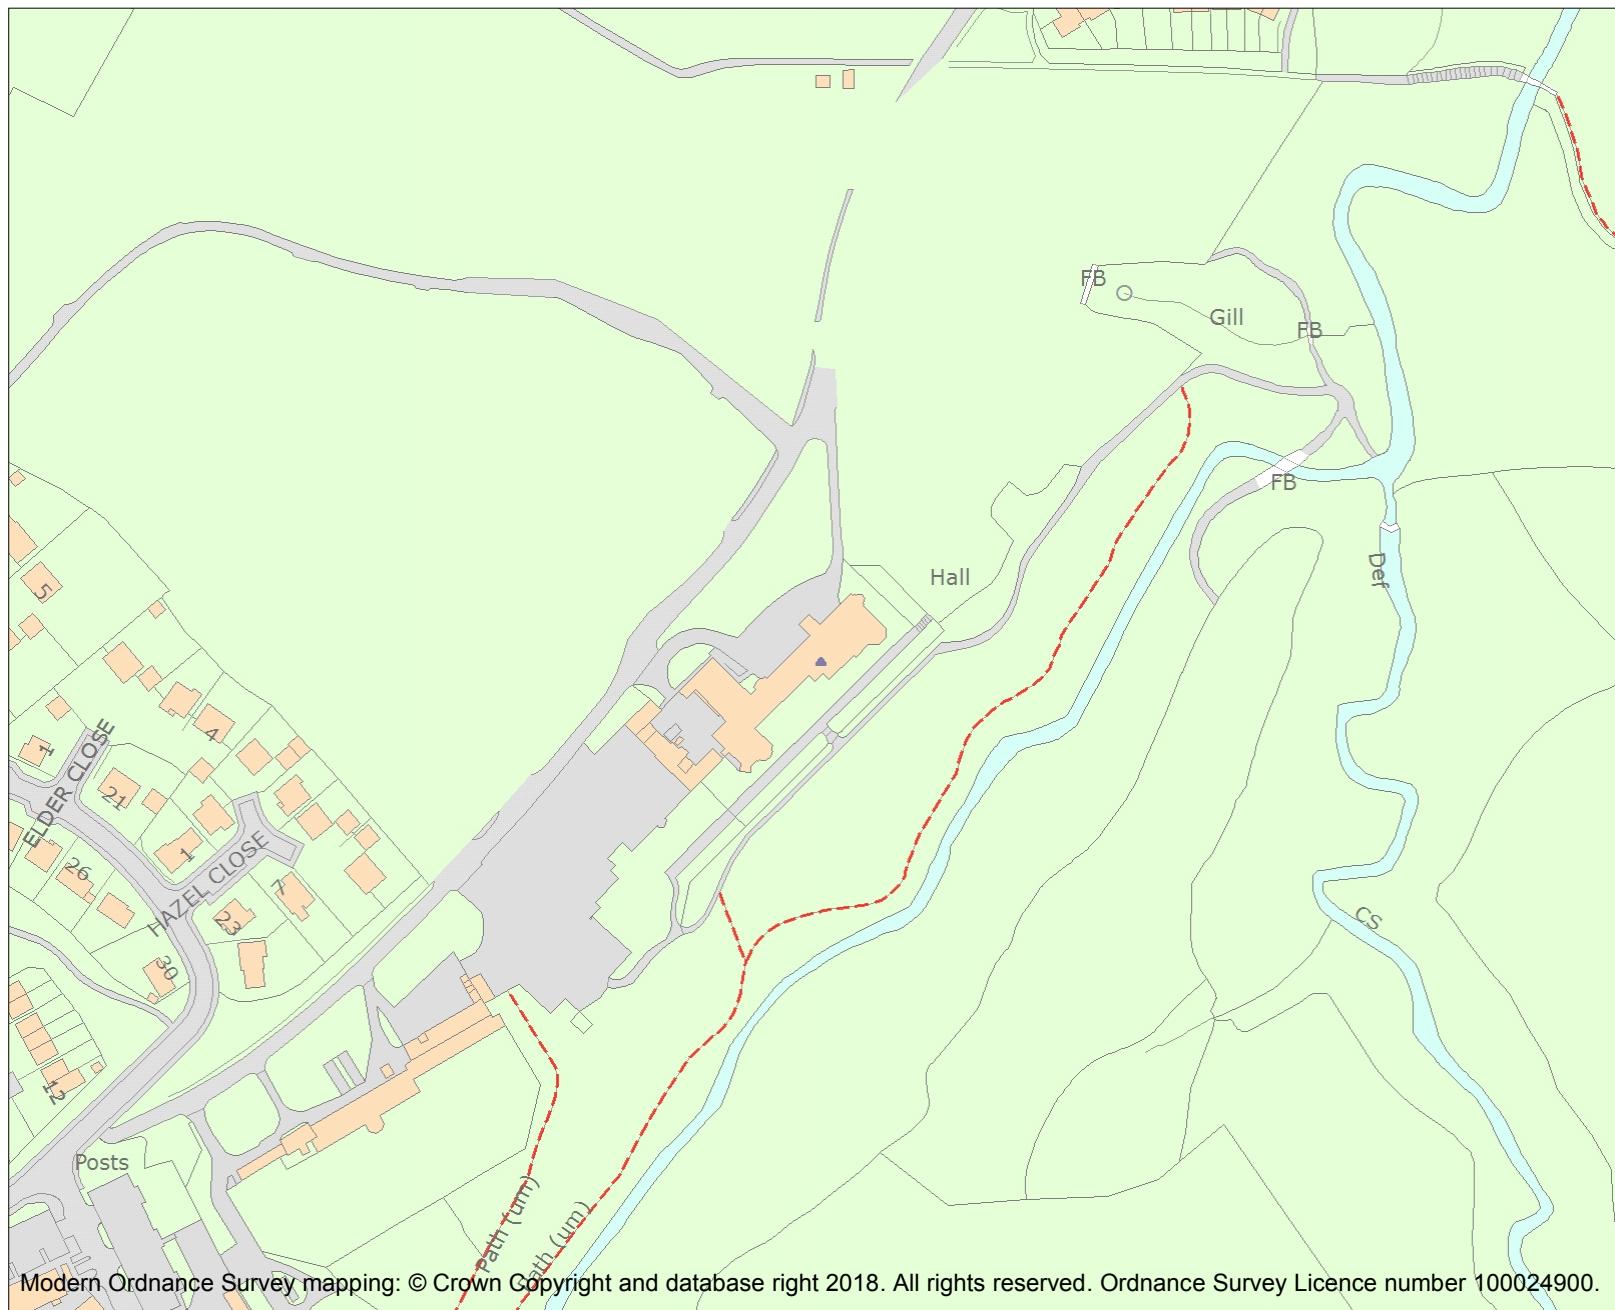 FB
Gill
FB
FB
Def
Hall
5
4
1
ELDER CLOSE
21
1
HAZEL CLOSE
26
7
23
30
12
CS
Posts
Path (um)
Path (um)
Modern Ordnance Survey mapping: © Crown Copyright and database right 2018. All rights reserved. Ordnance Survey Licence number 100024900.